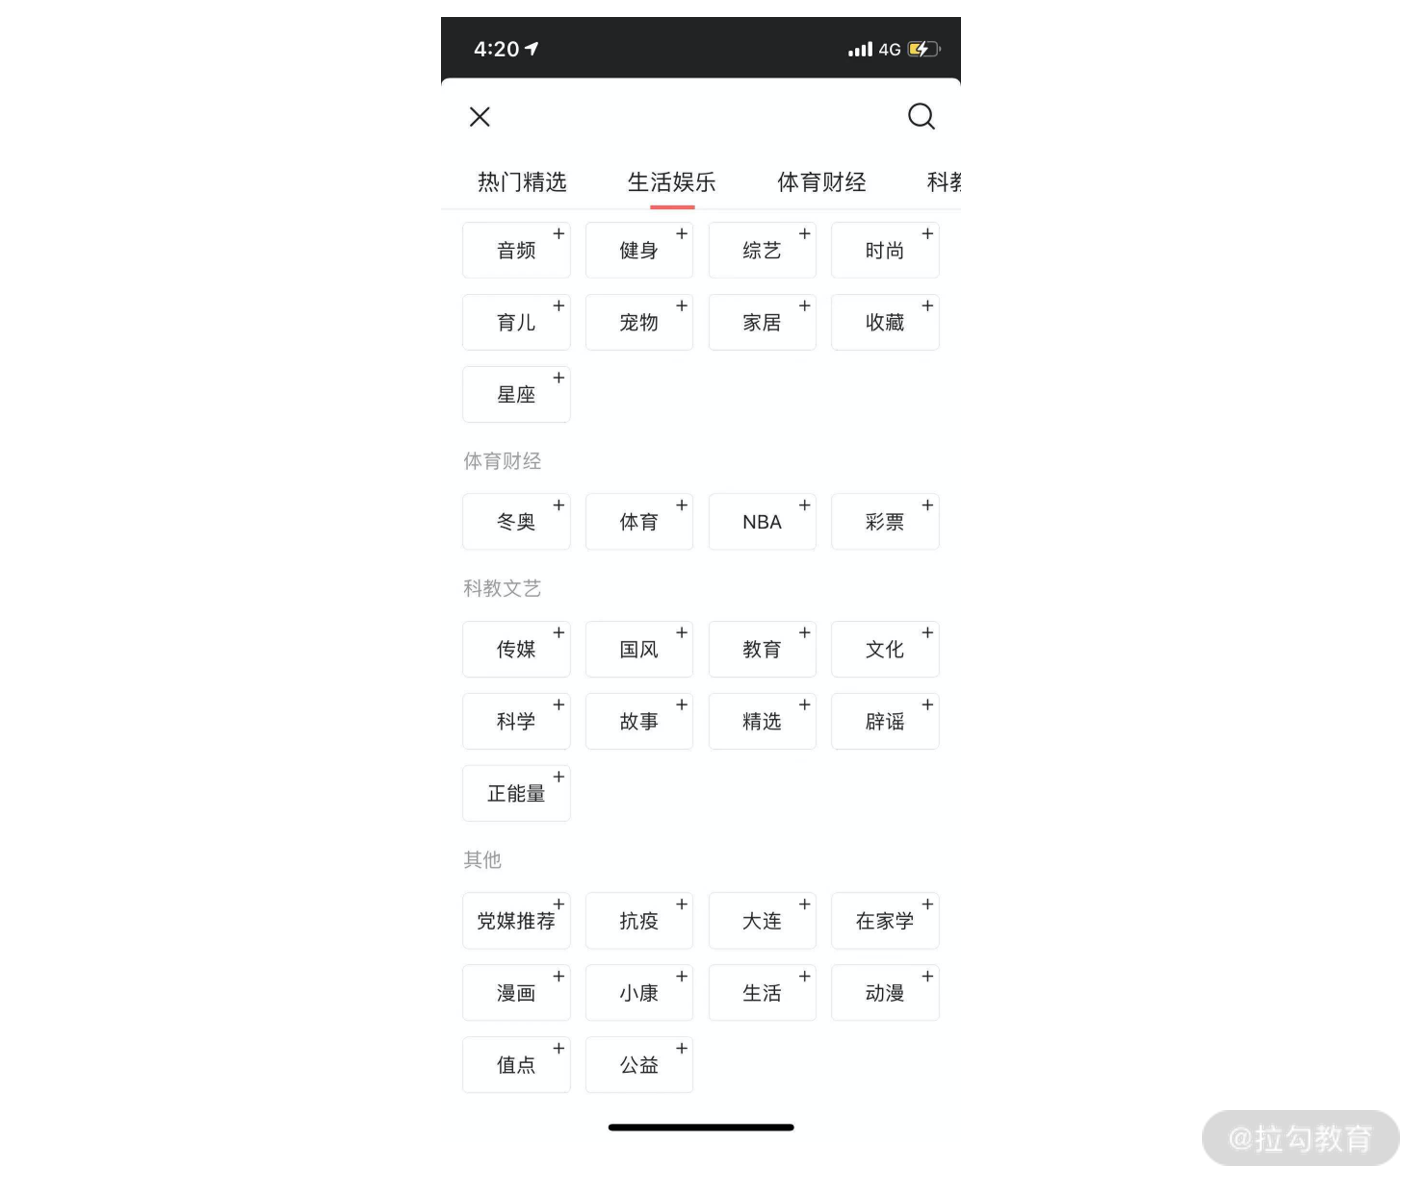 4:20 4G
热门精选 生活娱乐 体育财经 科教
音频 + 健身 + 综艺 + 时尚 +
育儿 + 宠物 + 家居 + 收藏 +
星座 +
体育财经
冬奥 + 体育 + NBA + 彩票 +
科教文艺
传媒 + 国风 + 教育 + 文化 +
科学 + 故事 + 精选 + 辟谣 +
正能量 +
其他
党媒推荐 + 抗疫 + 大连 + 在家学 +
漫画 + 小康 + 生活 + 动漫 +
值点 + 公益 +
@拉勾教育